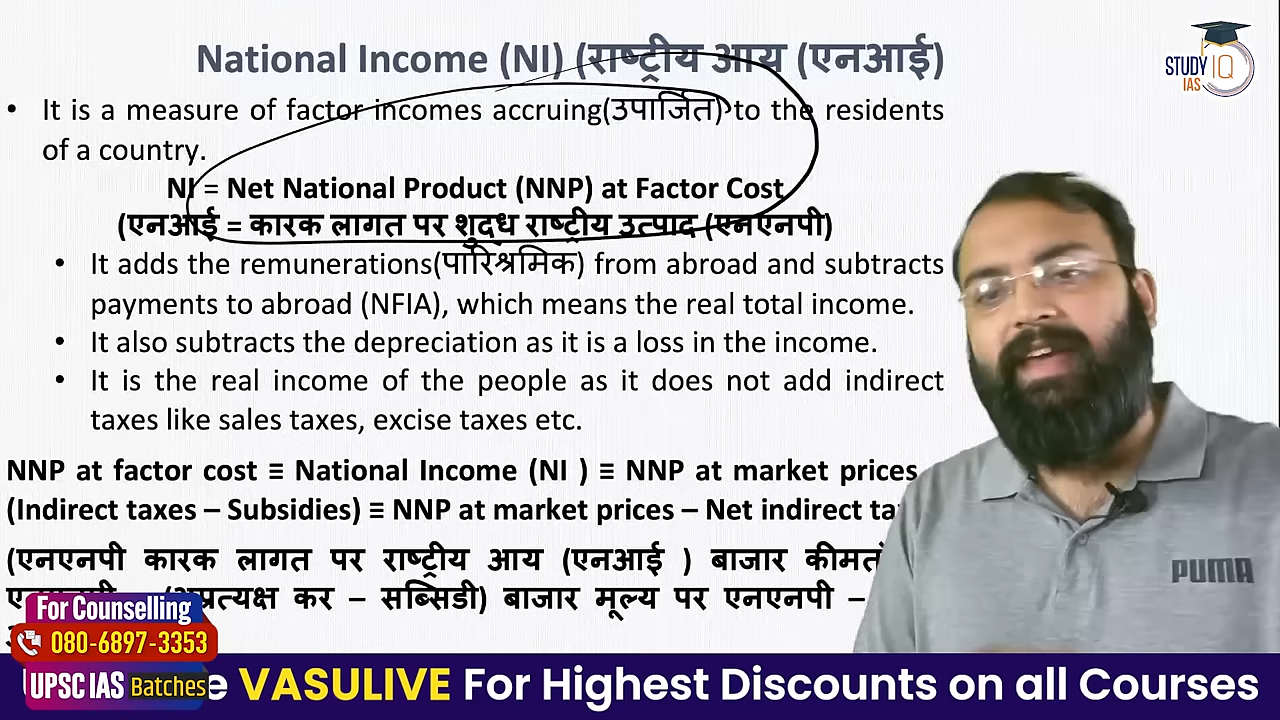 National Income (NI) (राष्ट्रीय आय (एनआई)
STUDY IQ
IAS
• It is a measure of factor incomes accruing(उपार्जित) to the residents
of a country.
NI = Net National Product (NNP) at Factor Cost
(एनआई = कारक लागत पर शुद्ध राष्ट्रीय उत्पाद (एनएनपी)
• It adds the remunerations(पारिश्रमिक) from abroad and subtracts
payments to abroad (NFIA), which means the real total income.
• It also subtracts the depreciation as it is a loss in the income.
• It is the real income of the people as it does not add indirect
taxes like sales taxes, excise taxes etc.
NNP at factor cost ≡ National Income (NI ) ≡ NNP at market prices
(Indirect taxes – Subsidies) ≡ NNP at market prices – Net indirect
(एनएनपी कारक लागत पर राष्ट्रीय आय (एनआई ) बाजार
कर – सब्सिडी) बाजार मूल्य पर एनएनपी –
PUMA
For Counselling
080-6897-3353
UPSC IAS Batches
VASULIVE For Highest Discounts on all Courses